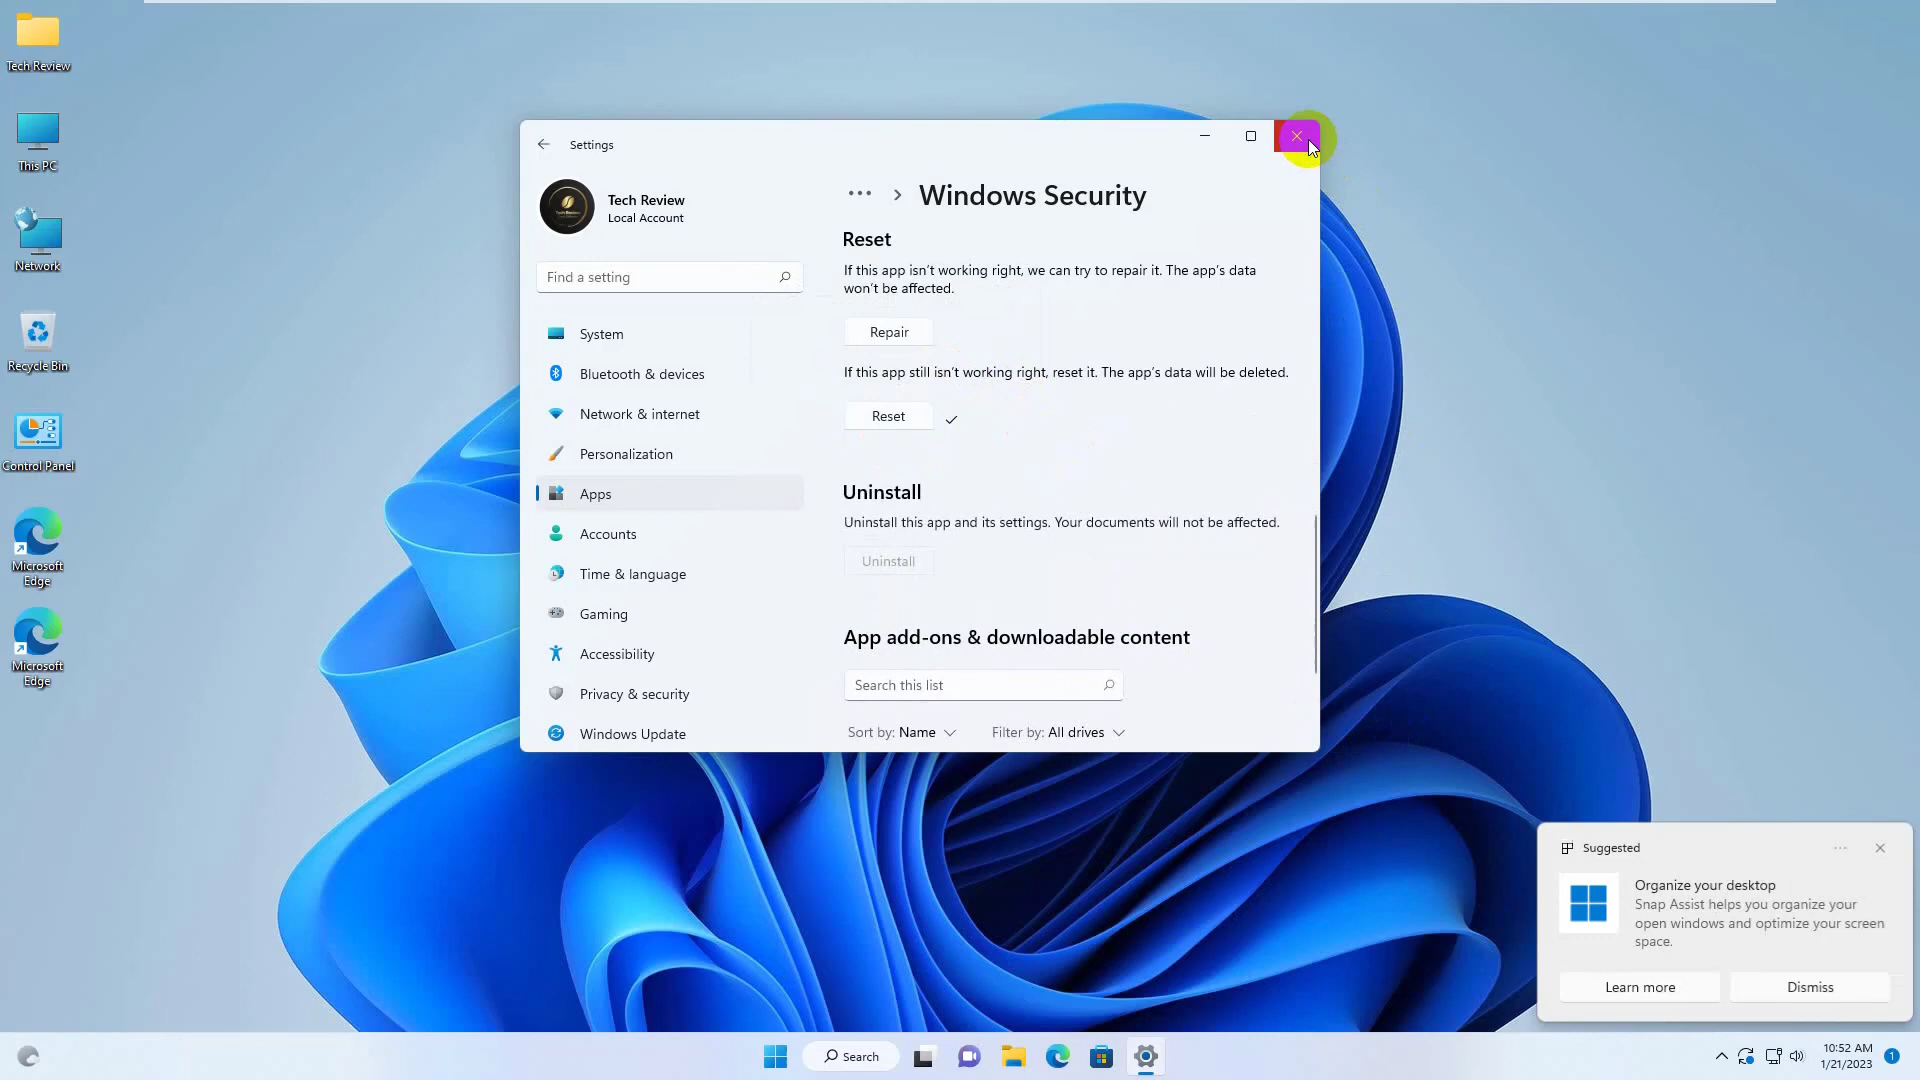 Tech Review
This PC
Network
Recycle Bin
Control Panel
Microsoft
Edge
Microsoft
Edge
Settings
Tech Review
Local Account
Find a setting
System
Bluetooth & devices
Network & internet
Personalization
Apps
Accounts
Time & language
Gaming
Accessibility
Privacy & security
Windows Update
Windows Security
Reset
If this app isn't working right, we can try to repair it. The app's data
won't be affected.
Repair
If this app still isn't working right, reset it. The app's data will be deleted.
Reset
Uninstall
Uninstall this app and its settings. Your documents will not be affected.
Uninstall
App add-ons & downloadable content
Search this list
Sort by: Name
Filter by: All drives
Suggested
Organize your desktop
Snap Assist helps you organize your
open windows and optimize your screen
space.
Learn more
Dismiss
Search
10:52 AM
1/21/2023
1